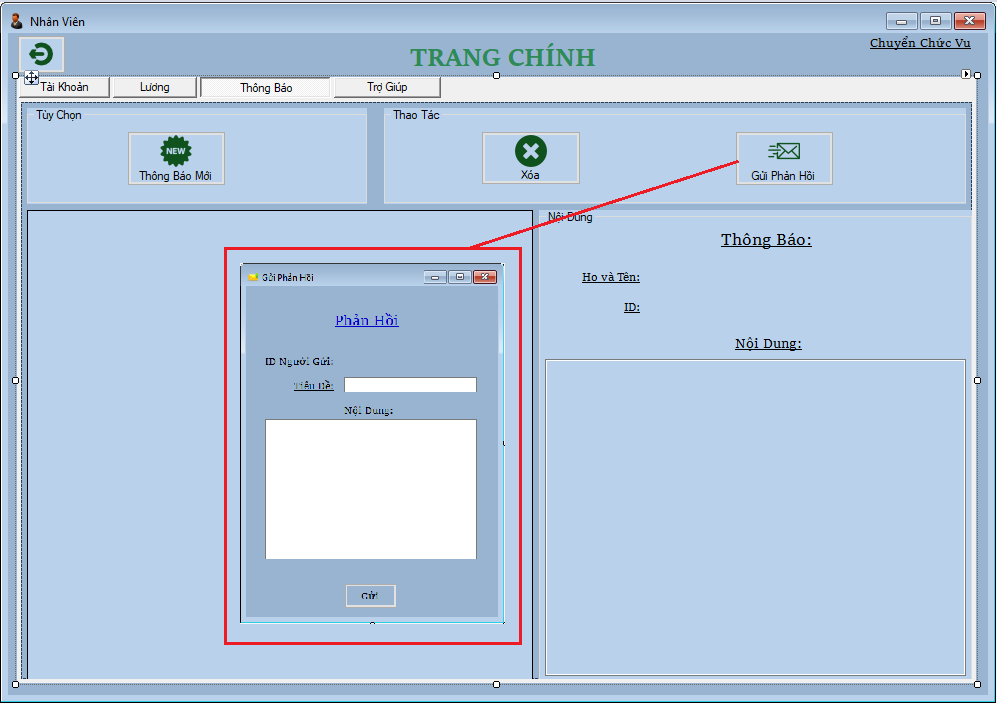 Nhân Viên
TRANG CHÍNH
Chuyển Chức Vụ
Tài Khoản
Lương
Thông Báo
Trợ Giúp
Tùy Chọn
NEW
Thông Báo Mới
Thao Tác
Xóa
Gửi Phản Hồi
Nội Dung
Thông Báo:
Họ và Tên:
ID:
Nội Dung:
Gửi Phản Hồi
Phản Hồi
ID Người Gửi:
Tiêu Đề:
Nội Dung:
Gửi